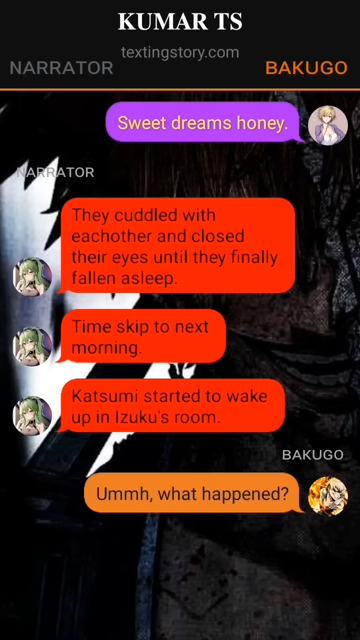 KUMAR TS
textingstory.com
NARRATOR
BAKUGO
Sweet dreams honey.
NARRATOR
They cuddled with
eachother and closed
their eyes until they finally
fallen asleep.
Time skip to next
morning.
Katsumi started to wake
up in Izuku's room.
BAKUGO
Ummh, what happened?